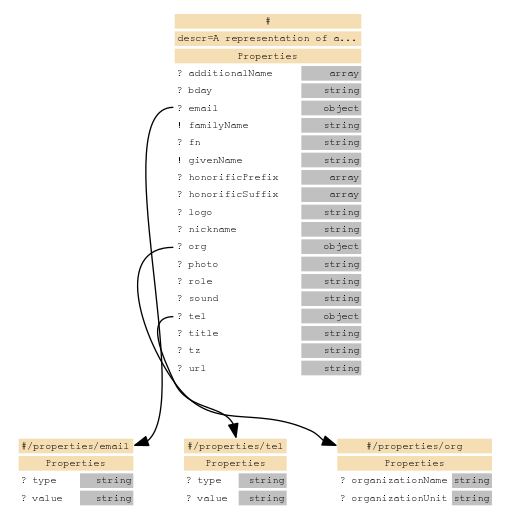 #
descr=A representation of a...
Properties
? additionalName array
? bday string
? email object
! familyName string
? fn string
! givenName string
? honorificPrefix array
? honorificSuffix array
? logo string
? nickname string
? org object
? photo string
? role string
? sound string
? tel object
? title string
? tz string
? url string
#/properties/email
Properties
? type string
? value string
#/properties/tel
Properties
? type string
? value string
#/properties/org
Properties
? organizationName string
? organizationUnit string